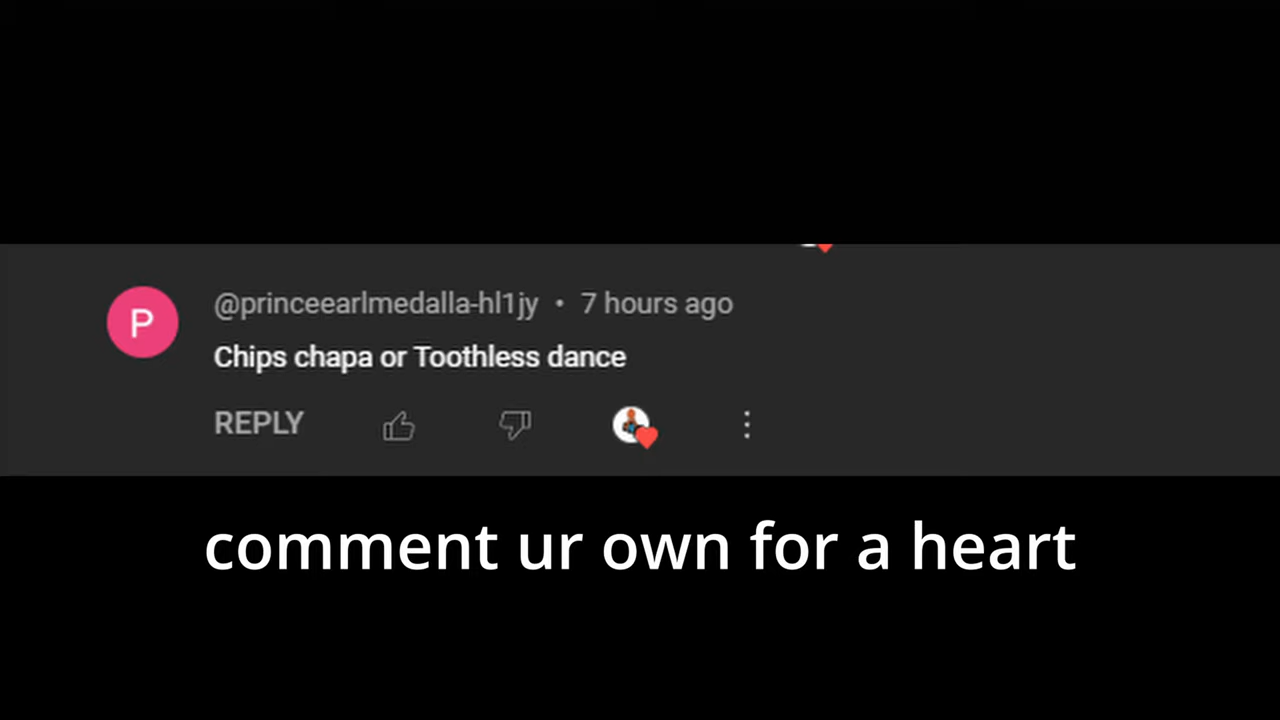 @princeearlmedalla-hl1jy • 7 hours ago
Chips chapa or Toothless dance
REPLY
comment ur own for a heart